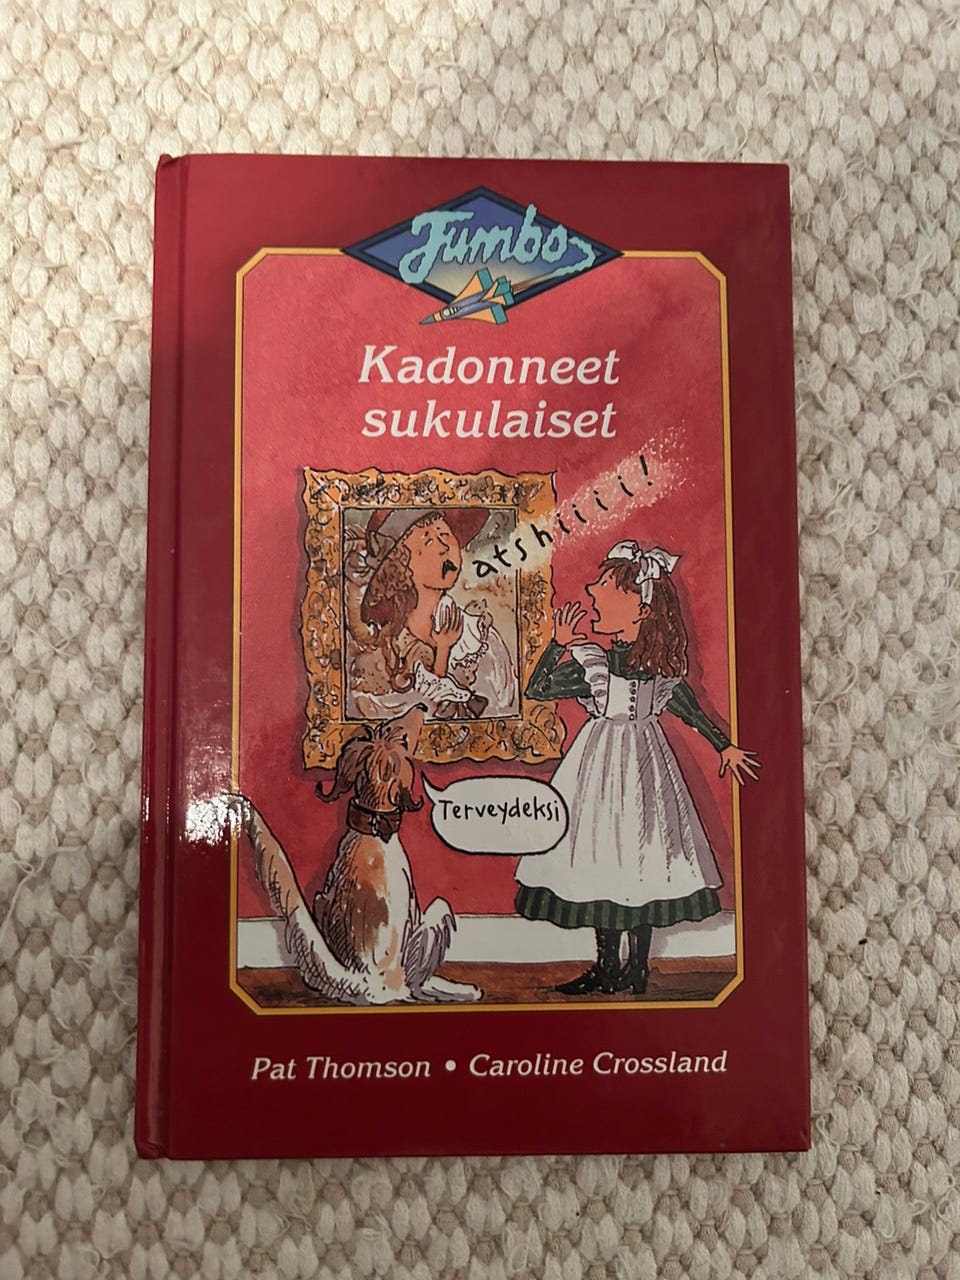 Jumbo
Kadonneet
sukulaiset
atshiiii!
Terveydeksi
Pat Thomson • Caroline Crossland